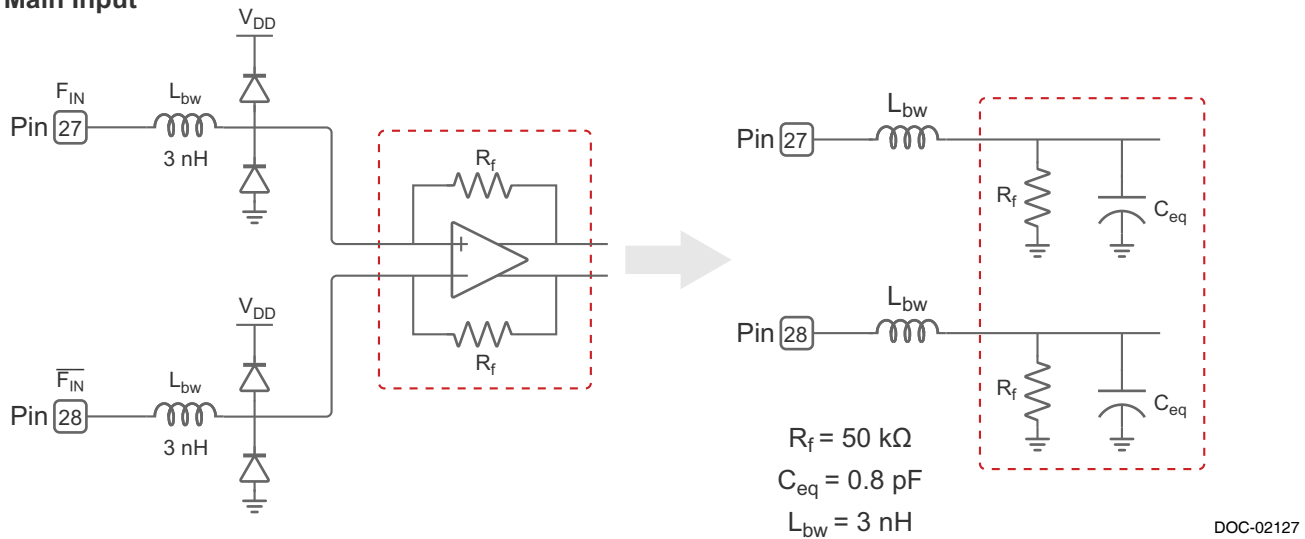 Main Input
V_DD
F_IN
L_bw
Pin 27
3 nH
R_f
+
−
R_f
V_DD
F̅_I̅N̅
L_bw
Pin 28
3 nH
L_bw
Pin 27
R_f
C_eq
L_bw
Pin 28
R_f
C_eq
R_f = 50 kΩ
C_eq = 0.8 pF
L_bw = 3 nH
DOC-02127